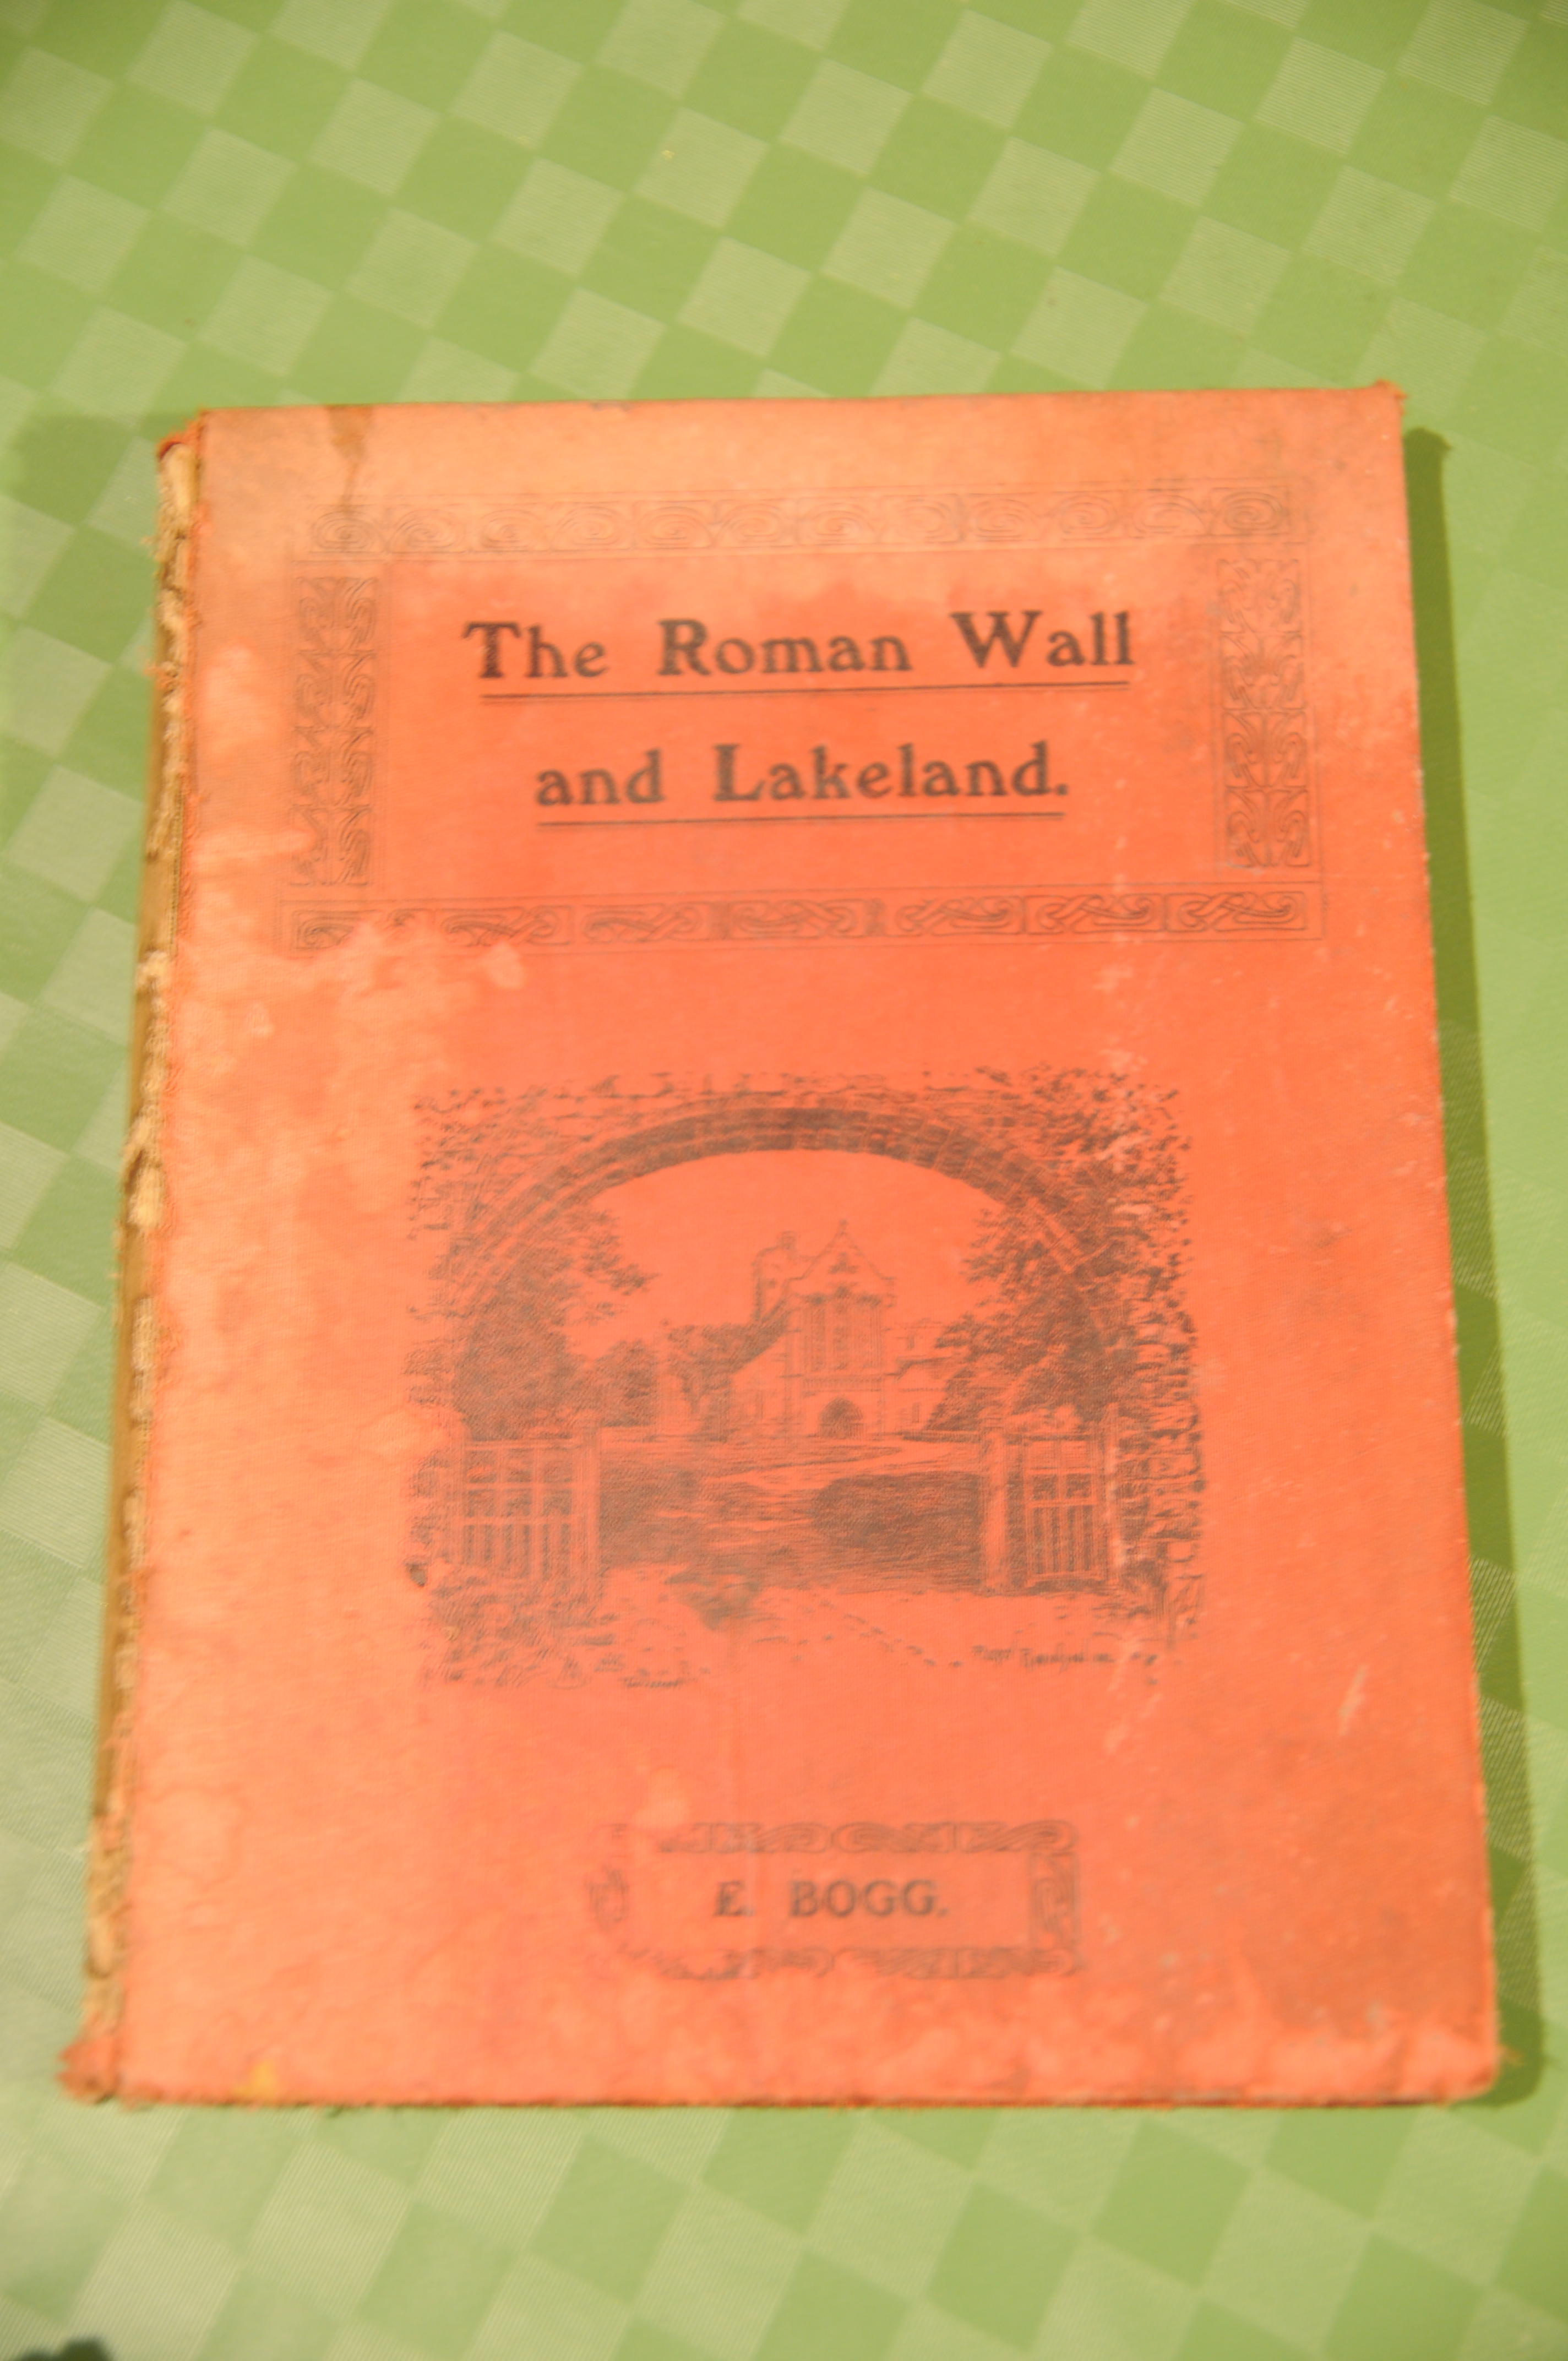 The Roman Wall
and Lakeland.
E. BOGG.